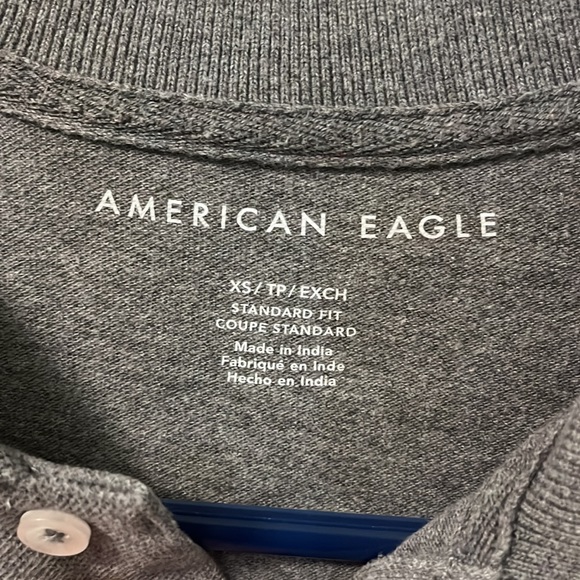 AMERICAN EAGLE
XS / TP / EXCH
STANDARD FIT
COUPE STANDARD
Made in India
Fabriqué en Inde
Hecho en India